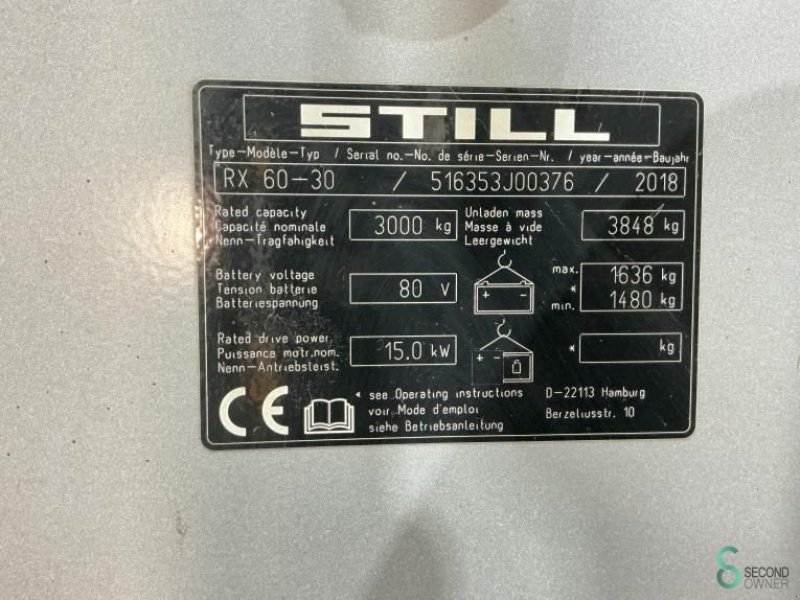 STILL
Type-Modèle-Typ / Serial no.-No. de série-Serien-Nr. / year-année-Baujahr
RX 60-30 / 516353J00376 / 2018
Rated capacity
Capacité nominale
Nenn-Tragfähigkeit
3000 kg
Unladen mass
Masse à vide
Leergewicht
3848 kg
Battery voltage
Tension batterie
Batteriespannung
80 V
+ -
max. 1636 kg
*
min. 1480 kg
Rated drive power
Puissance motr.nom.
Nenn-Antriebsleist.
15.0 kW
+ -
* kg
CE
* see Operating instructions
voir Mode d'emploi
siehe Betriebsanleitung
D-22113 Hamburg
Berzeliusstr. 10
SECOND
OWNER